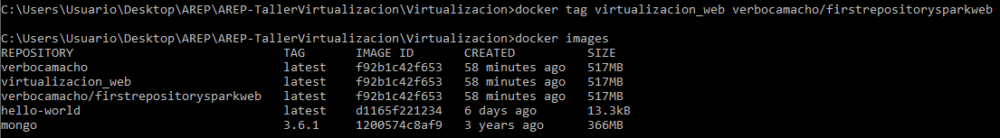 C:\Users\Usuario\Desktop\AREP\AREP-TallerVirtualizacion\Virtualizacion>docker tag virtualizacion_web verbocamacho/firstrepositorysparkweb
C:\Users\Usuario\Desktop\AREP\AREP-TallerVirtualizacion\Virtualizacion>docker images
REPOSITORY TAG IMAGE ID CREATED SIZE
verbocamacho latest f92b1c42f653 58 minutes ago 517MB
virtualizacion_web latest f92b1c42f653 58 minutes ago 517MB
verbocamacho/firstrepositorysparkweb latest f92b1c42f653 58 minutes ago 517MB
hello-world latest d1165f221234 6 days ago 13.3kB
mongo 3.6.1 1200574c8af9 3 years ago 366MB